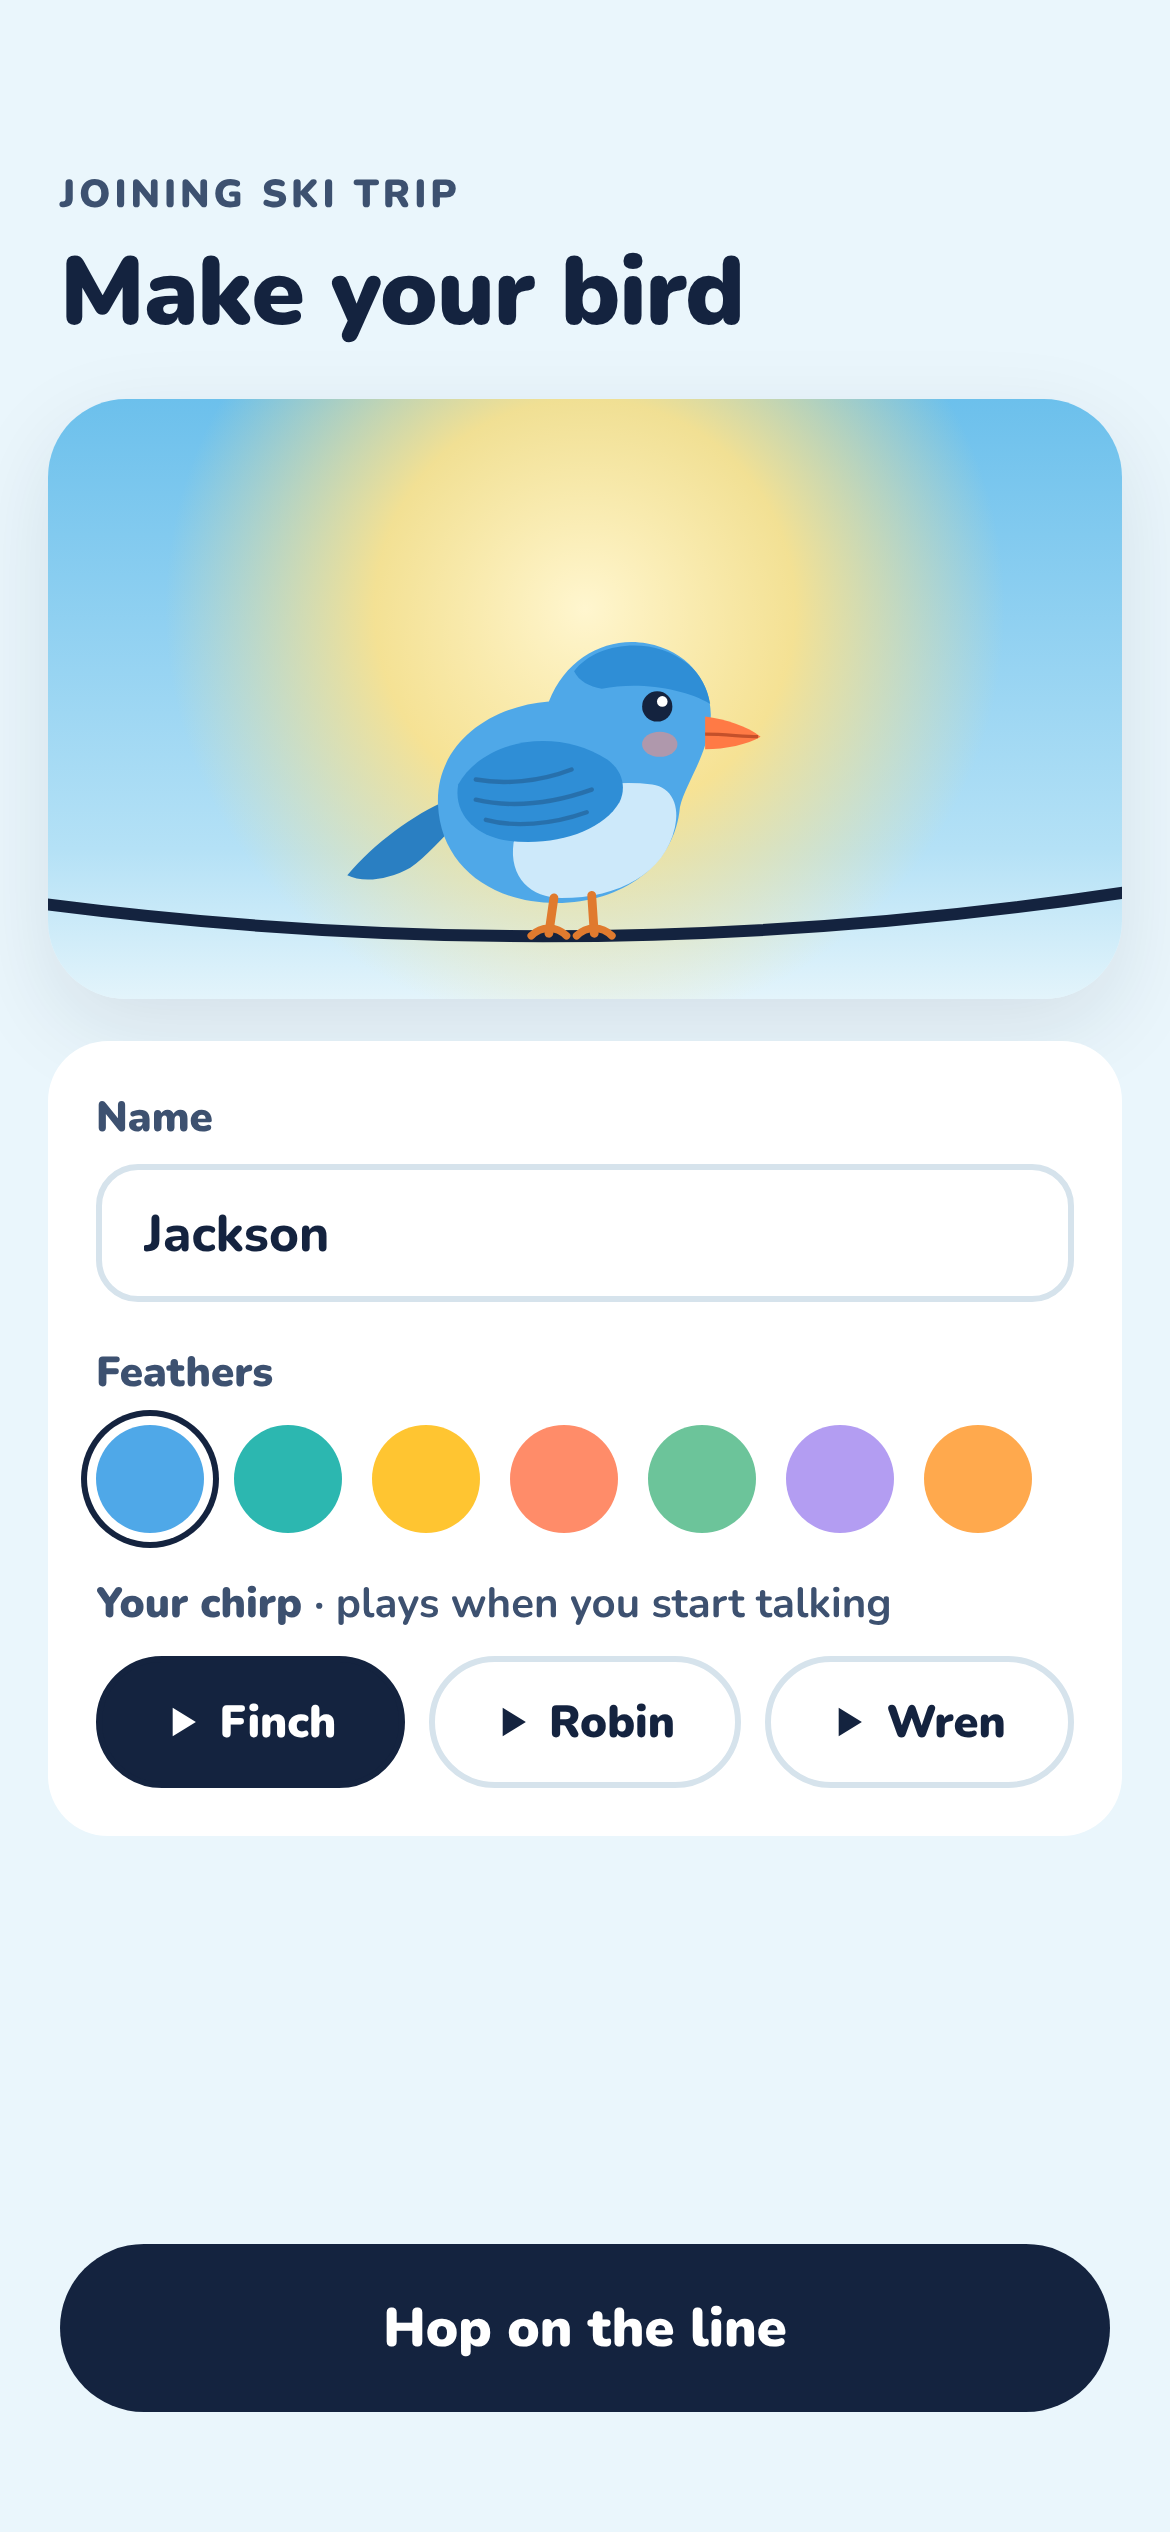 JOINING SKI TRIP
Make your bird
Name
Jackson
Feathers
Your chirp · plays when you start talking
Finch
Robin
Wren
Hop on the line